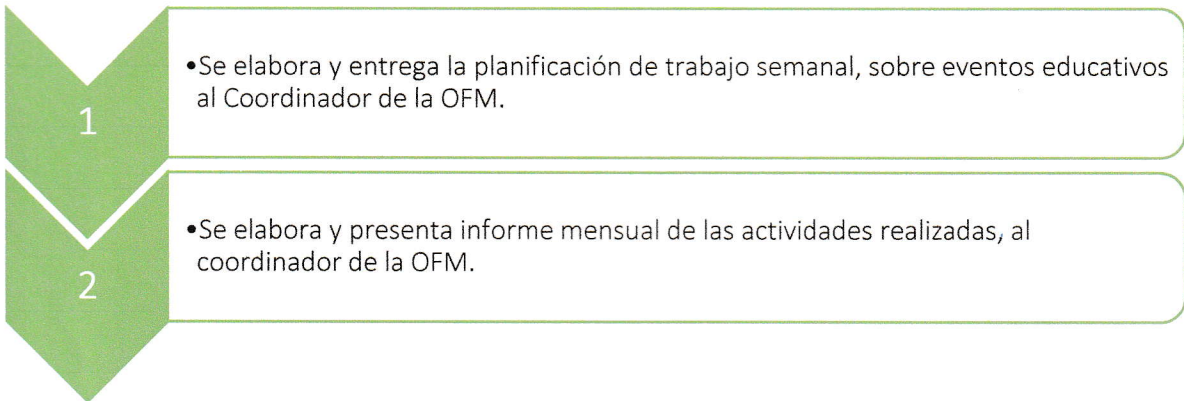 1
•Se elabora y entrega la planificación de trabajo semanal, sobre eventos educativos
al Coordinador de la OFM.
2
•Se elabora y presenta informe mensual de las actividades realizadas, al
coordinador de la OFM.